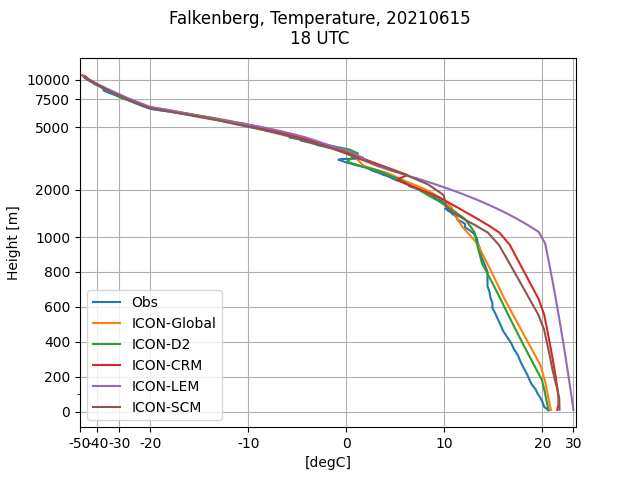 Falkenberg, Temperature, 20210615
18 UTC
Height [m]
10000
7500
5000
2000
1000
800
600
400
200
0
Obs
ICON-Global
ICON-D2
ICON-CRM
ICON-LEM
ICON-SCM
-50 -40 -30 -20 -10 0 10 20 30
[degC]